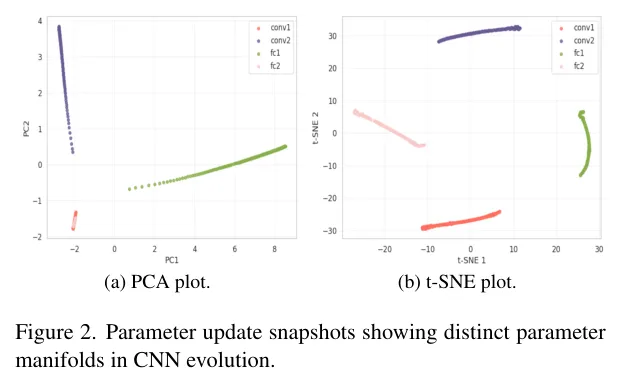 4
3
2
1
0
−1
−2
PC2
−2
0
2
4
6
8
PC1
conv1
conv2
fc1
fc2
(a) PCA plot.
30
20
10
0
−10
−20
−30
t-SNE 2
−20
−10
0
10
20
30
t-SNE 1
conv1
conv2
fc1
fc2
(b) t-SNE plot.
Figure 2. Parameter update snapshots showing distinct parameter
manifolds in CNN evolution.